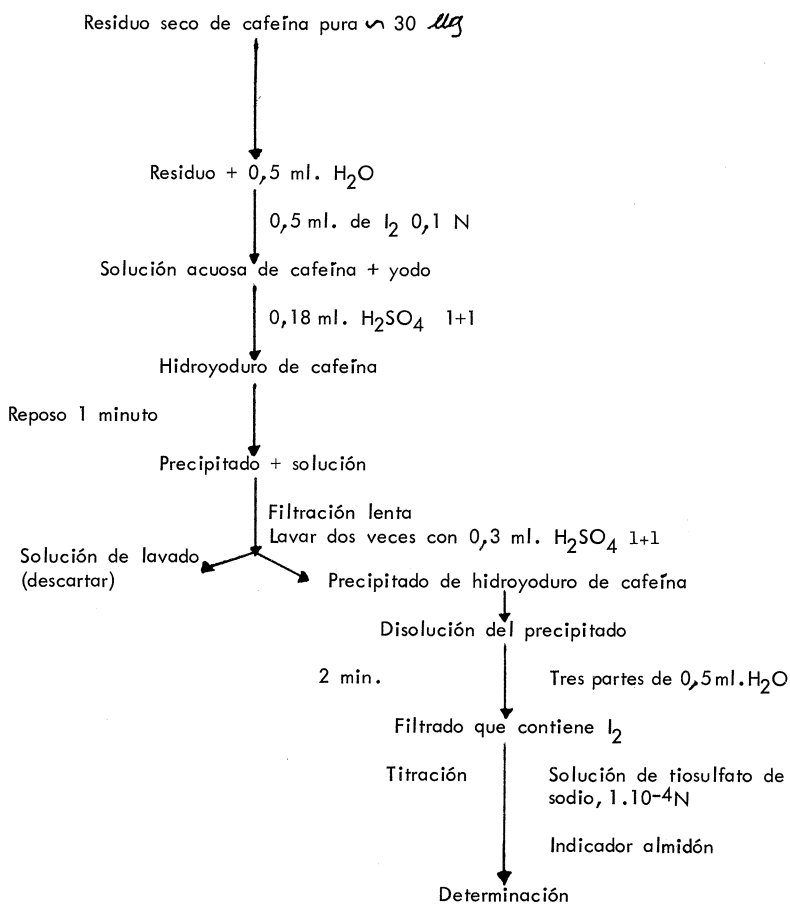 Residuo seco de cafeína pura ∽ 30 µg
Residuo + 0,5 ml. H₂O
0,5 ml. de I₂ 0,1 N
Solución acuosa de cafeína + yodo
0,18 ml. H₂SO₄ 1+1
Hidroyoduro de cafeína
Reposo 1 minuto
Precipitado + solución
Filtración lenta
Lavar dos veces con 0,3 ml. H₂SO₄ 1+1
Solución de lavado
(descartar)
Precipitado de hidroyoduro de cafeína
Disolución del precipitado
2 min.
Tres partes de 0,5 ml. H₂O
Filtrado que contiene I₂
Titración
Solución de tiosulfato de
sodio, 1.10⁻⁴N
Indicador almidón
Determinación